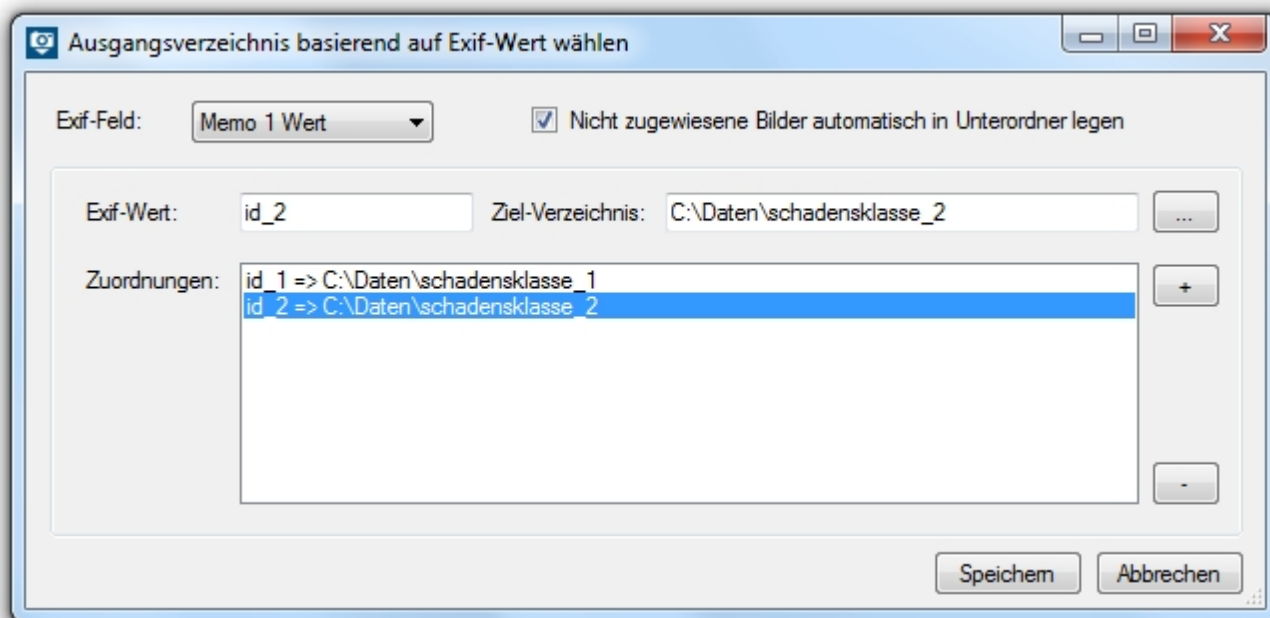 Ausgangsverzeichnis basierend auf Exif-Wert wählen
Exif-Feld: Memo 1 Wert Nicht zugewiesene Bilder automatisch in Unterordner legen
Exif-Wert: id_2 Ziel-Verzeichnis: C:\Daten\schadensklasse_2 ...
Zuordnungen: id_1 => C:\Daten\schadensklasse_1 +
id_2 => C:\Daten\schadensklasse_2
-
Speichern Abbrechen